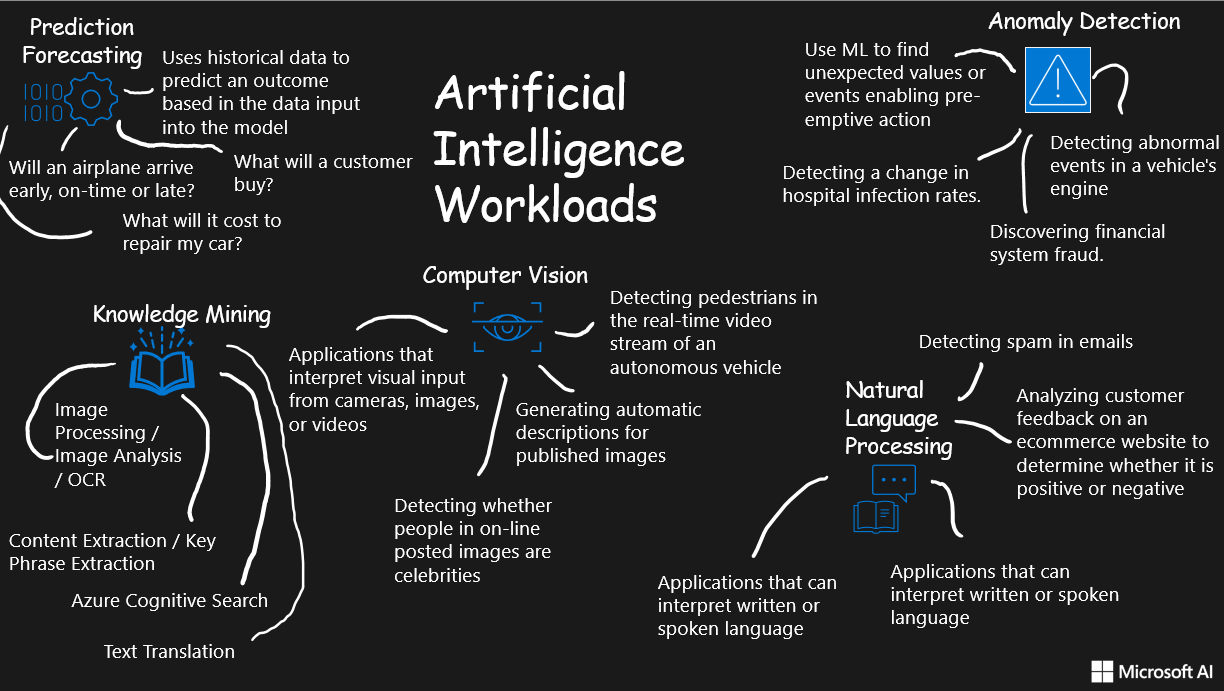 Prediction
Forecasting
1010
1010
Uses historical data to
predict an outcome
based in the data input
into the model
Will an airplane arrive
early, on-time or late?
What will a customer
buy?
What will it cost to
repair my car?
Artificial
Intelligence
Workloads
Anomaly Detection
Use ML to find
unexpected values or
events enabling pre-
emptive action
Detecting a change in
hospital infection rates.
Detecting abnormal
events in a vehicle's
engine
Discovering financial
system fraud.
Knowledge Mining
Image
Processing /
Image Analysis
/ OCR
Content Extraction / Key
Phrase Extraction
Azure Cognitive Search
Text Translation
Computer Vision
Applications that
interpret visual input
from cameras, images,
or videos
Detecting pedestrians in
the real-time video
stream of an
autonomous vehicle
Generating automatic
descriptions for
published images
Detecting whether
people in on-line
posted images are
celebrities
Natural
Language
Processing
Detecting spam in emails
Analyzing customer
feedback on an
ecommerce website to
determine whether it is
positive or negative
Applications that can
interpret written or
spoken language
Applications that can
interpret written or spoken
language
Microsoft AI